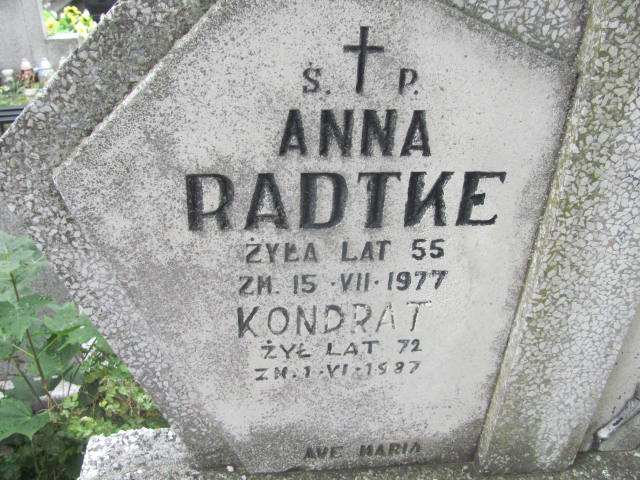 Ś. P.
ANNA
RADTKE
ŻYŁA LAT 55
ZM. 15 · VII · 1977
KONDRAT
ŻYŁ LAT 72
ZM. 1 · VI · 1987
AVE MARIA